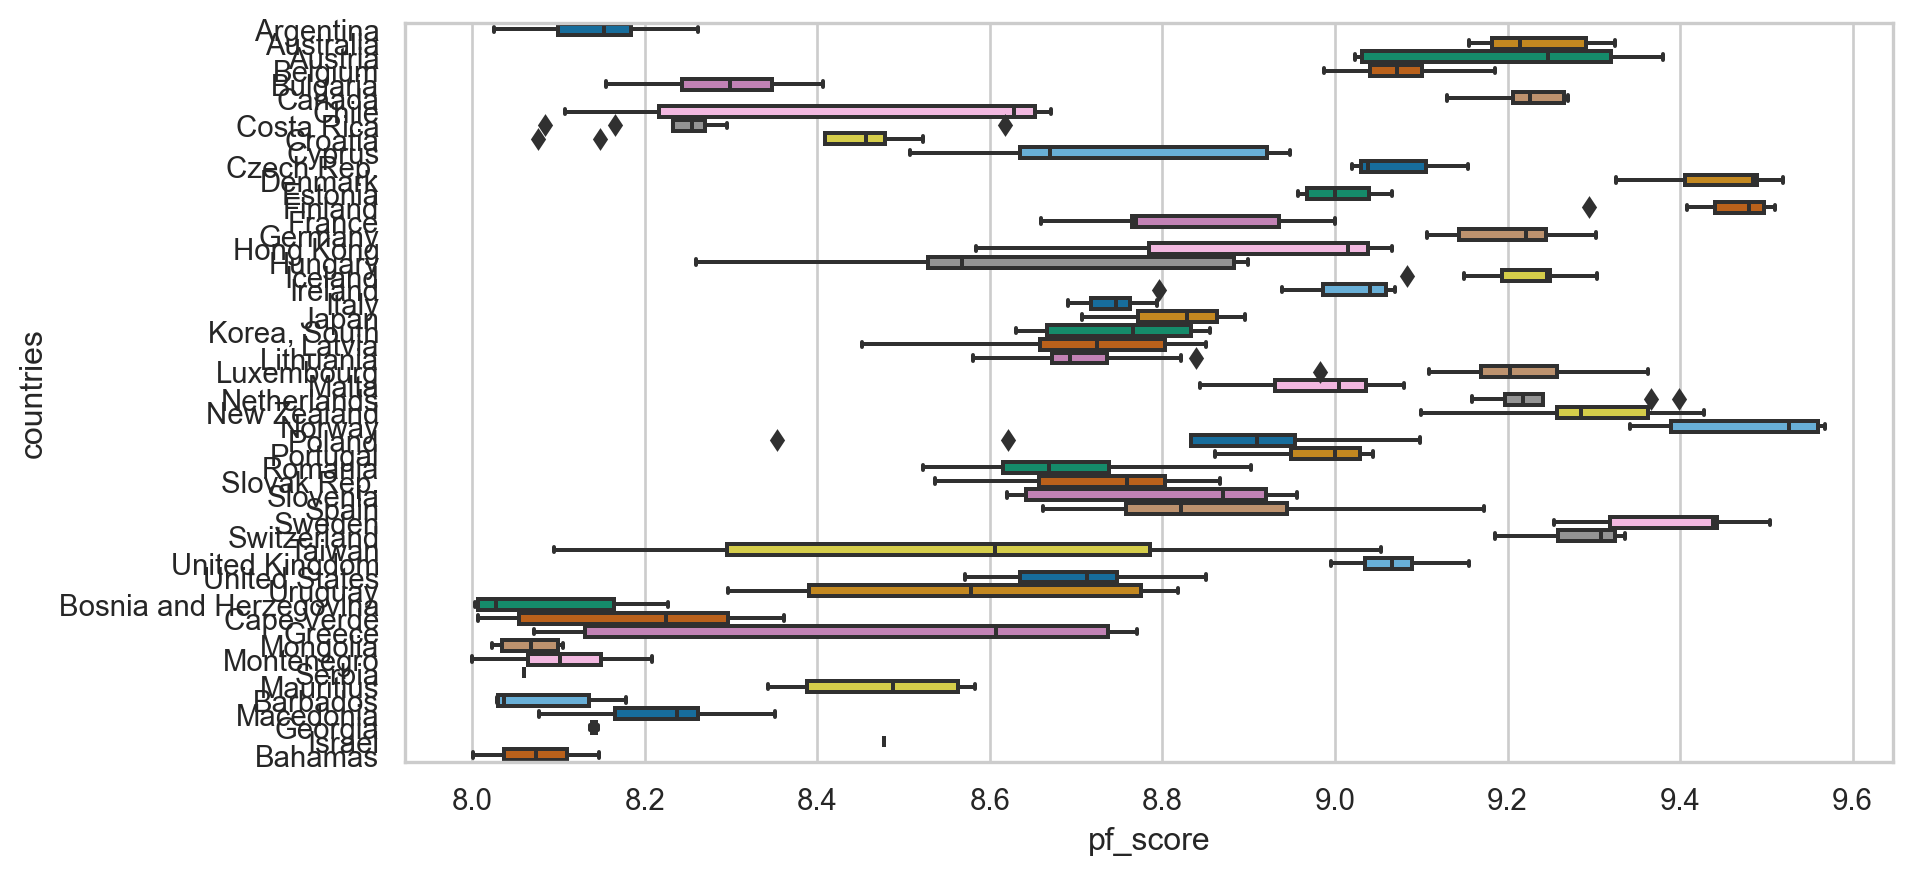 Argentina
Australia
Austria
Belgium
Bulgaria
Canada
Chile
Costa Rica
Croatia
Cyprus
Czech Rep.
Denmark
Estonia
Finland
France
Germany
Hong Kong
Hungary
Iceland
Ireland
Italy
Japan
Korea, South
Latvia
Lithuania
Luxembourg
Malta
Netherlands
New Zealand
Norway
Poland
Portugal
Romania
Slovak Rep.
Slovenia
Spain
Sweden
Switzerland
Taiwan
United Kingdom
United States
Uruguay
Bosnia and Herzegovina
Cape Verde
Greece
Mongolia
Montenegro
Serbia
Mauritius
Barbados
Macedonia
Georgia
Israel
Bahamas
countries
8.0 8.2 8.4 8.6 8.8 9.0 9.2 9.4 9.6
pf_score